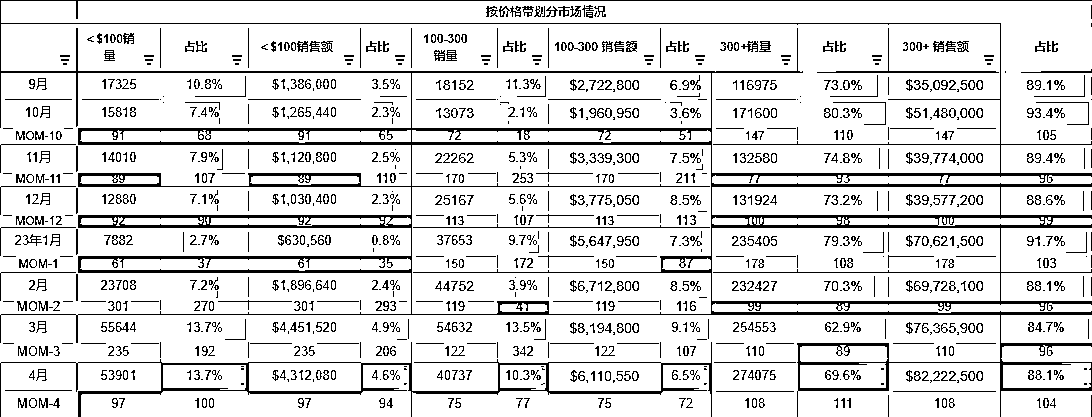 按价格带划分市场情况
<$100销量 占比 <$100销售额 占比 100-300销量 占比 100-300 销售额 占比 300+销量 占比 300+ 销售额 占比
9月 17325 10.8% $1,386,000 3.5% 18152 11.3% $2,722,800 6.9% 116975 73.0% $35,092,500 89.1%
10月 15818 7.4% $1,265,440 2.3% 13073 2.1% $1,960,950 3.6% 171600 80.3% $51,480,000 93.4%
MOM-10 91 68 91 65 72 18 72 51 147 110 147 105
11月 14010 7.9% $1,120,800 2.5% 22262 5.3% $3,339,300 7.5% 132580 74.8% $39,774,000 89.4%
MOM-11 89 107 89 110 170 253 170 211 77 93 77 96
12月 12880 7.1% $1,030,400 2.3% 25167 5.6% $3,775,050 8.5% 131924 73.2% $39,577,200 88.6%
MOM-12 92 90 92 92 113 107 113 113 100 98 100 99
23年1月 7882 2.7% $630,560 0.8% 37653 9.7% $5,647,950 7.3% 235405 79.3% $70,621,500 91.7%
MOM-1 61 37 61 35 150 172 150 87 178 108 178 103
2月 23708 7.2% $1,896,640 2.4% 44752 3.9% $6,712,800 8.5% 232427 70.3% $69,728,100 88.1%
MOM-2 301 270 301 293 119 41 119 116 99 89 99 96
3月 55644 13.7% $4,451,520 4.9% 54632 13.5% $8,194,800 9.1% 254553 62.9% $76,365,900 84.7%
MOM-3 235 192 235 206 122 342 122 107 110 89 110 96
4月 53901 13.7% $4,312,080 4.6% 40737 10.3% $6,110,550 6.5% 274075 69.6% $82,222,500 88.1%
MOM-4 97 100 97 94 75 77 75 72 108 111 108 104